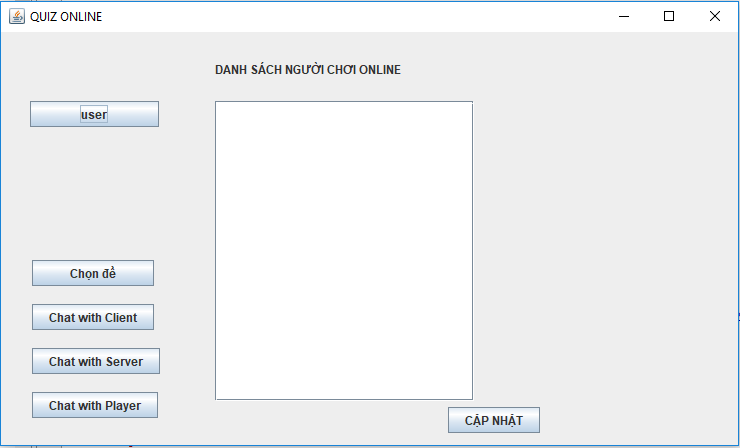 QUIZ ONLINE
DANH SÁCH NGƯỜI CHƠI ONLINE
user
Chọn đề
Chat with Client
Chat with Server
Chat with Player
CẬP NHẬT